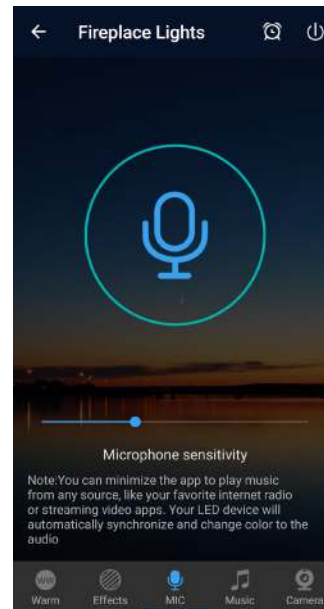 Fireplace Lights
Microphone sensitivity
Note:You can minimize the app to play music
from any source, like your favorite internet radio
or streaming video apps. Your LED device will
automatically synchronize and change color to the
audio
WW
Warm Effects MIC Music Camera